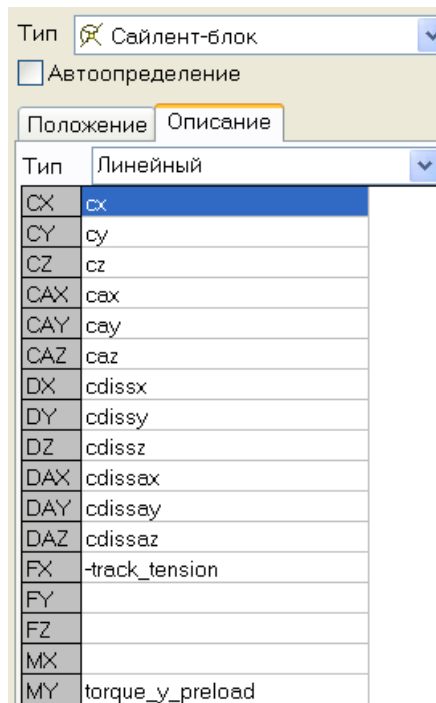 Тип Сайлент-блок
Автоопределение
Положение Описание
Тип Линейный
CX cx
CY cy
CZ cz
CAX cax
CAY cay
CAZ caz
DX cdissx
DY cdissy
DZ cdissz
DAX cdissax
DAY cdissay
DAZ cdissaz
FX -track_tension
FY
FZ
MX
MY torque_y_preload